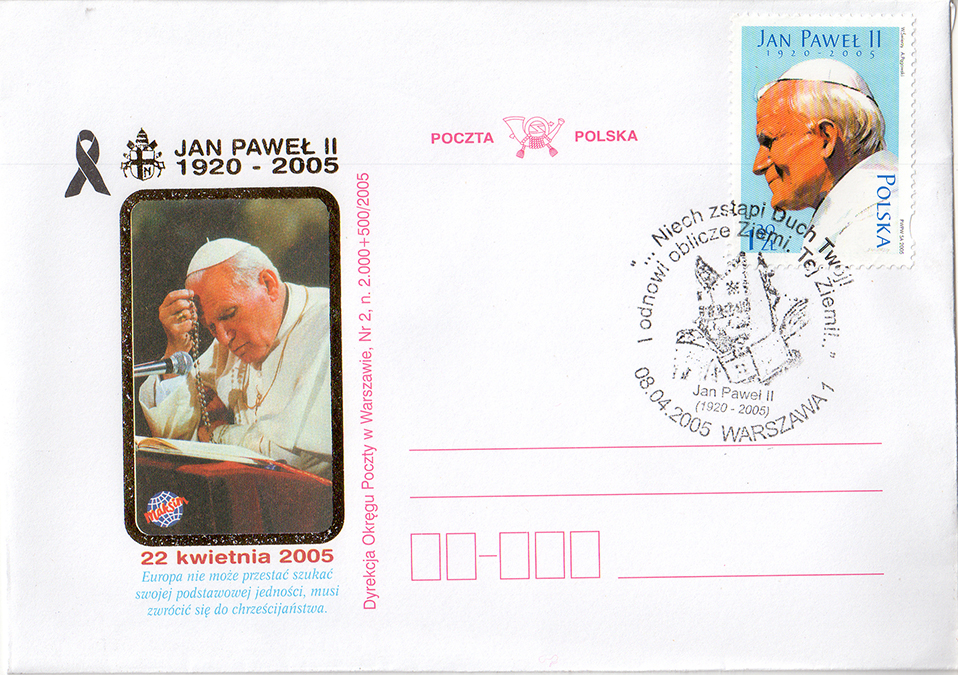 JAN PAWEŁ II
1920 - 2005
POCZTA POLSKA
JAN PAWEŁ II
1920-2005
POLSKA
1 30 ZŁ
"... Niech zstąpi Duch Twój!
I odnowi oblicze Ziemi. Tej Ziemi!..."
Jan Paweł II
(1920 - 2005)
08.04.2005 WARSZAWA 1
Dyrekcja Okręgu Poczty w Warszawie, Nr 2, n. 2.000+500/2005
Maksim
22 kwietnia 2005
Europa nie może przestać szukać
swojej podstawowej jedności, musi
zwrócić się do chrześcijaństwa.